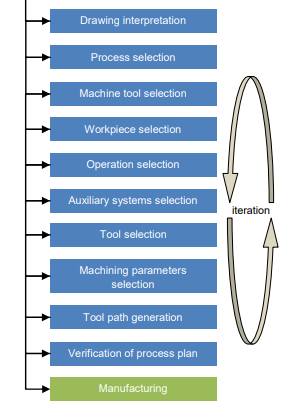 Drawing interpretation
Process selection
Machine tool selection
Workpiece selection
Operation selection
Auxiliary systems selection
iteration
Tool selection
Machining parameters
selection
Tool path generation
Verification of process plan
Manufacturing